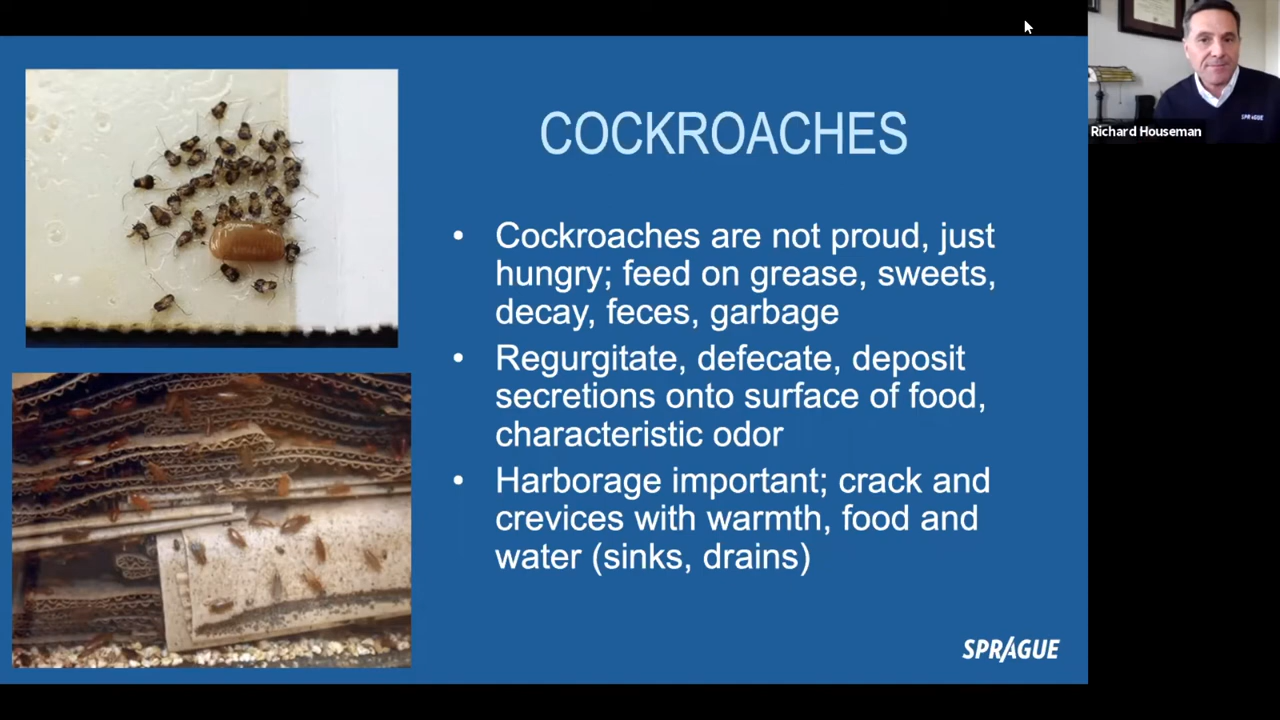 COCKROACHES
• Cockroaches are not proud, just
hungry; feed on grease, sweets,
decay, feces, garbage
• Regurgitate, defecate, deposit
secretions onto surface of food,
characteristic odor
• Harborage important; crack and
crevices with warmth, food and
water (sinks, drains)
SPRAGUE
SPRAGUE
Richard Houseman